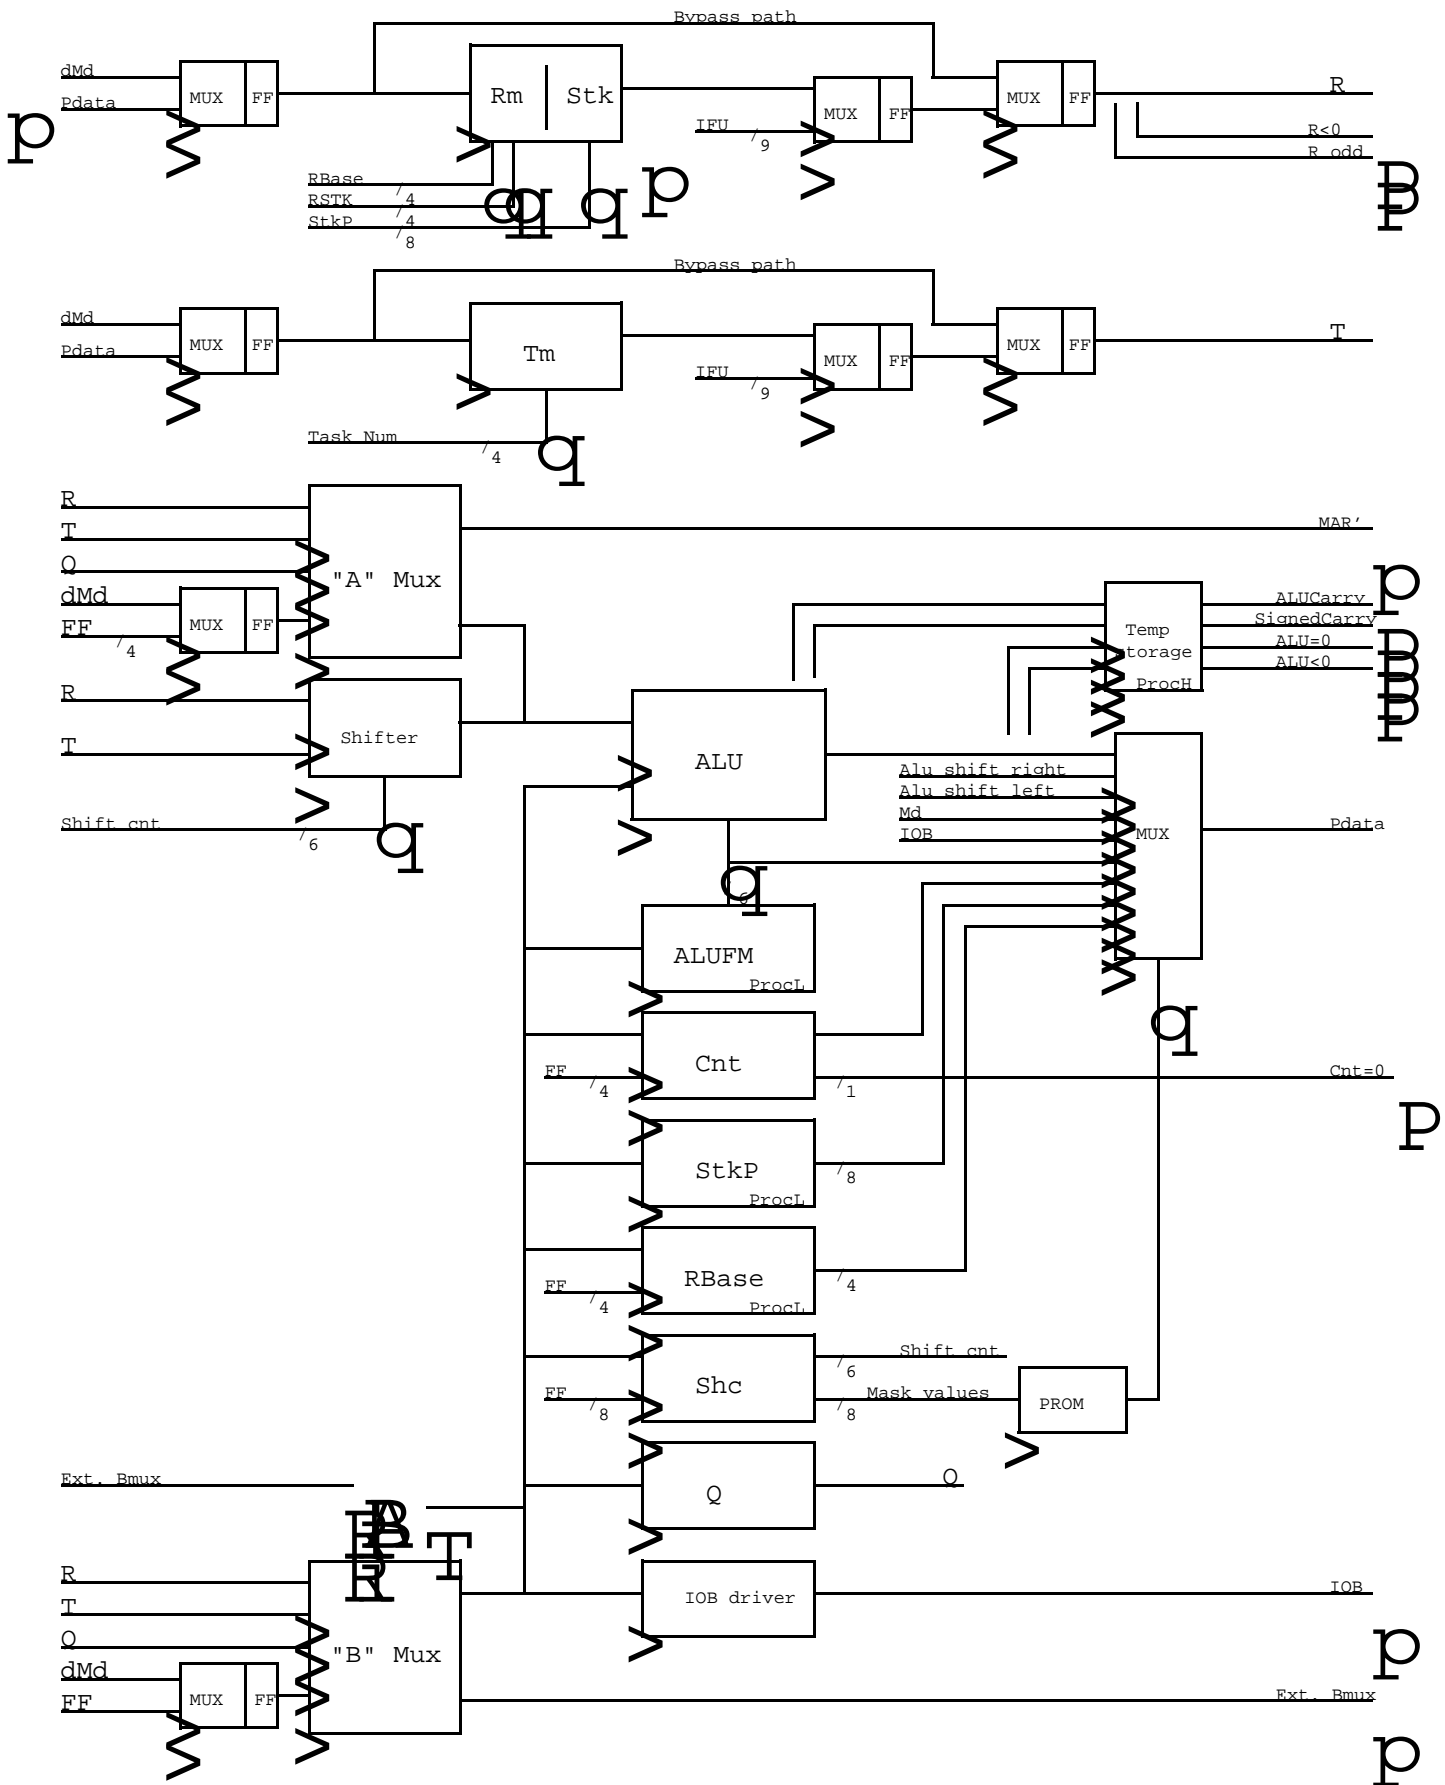 Bypass path
dMd
MUX FF
Rm Stk
MUX FF
MUX FF
R
Pdata
p
IFU / 9
R<0
R odd
RBase / 4
RSTK / 4
StkP / 8
q q q p
p
p
Bypass path
dMd
MUX FF
Tm
MUX FF
MUX FF
T
Pdata
IFU / 9
Task Num / 4
q
R
T
Q
dMd
FF / 4
MUX FF
"A" Mux
MAR'
p
ALUCarry
SignedCarry
ALU=0
ALU<0
Temp
storage
ProcH
p
p
p
p
R
T
Shifter
Shift cnt / 6
q
ALU
Alu shift right
Alu shift left
Md
IOB
MUX
Pdata
q
6
ALUFM
ProcL
q
Cnt
FF / 4
/ 1
Cnt=0
p
StkP
ProcL
/ 8
RBase
ProcL
FF / 4
/ 4
Shc
FF / 8
/ 6 Shift cnt
/ 8 Mask values
PROM
Q
Q
Ext. Bmux
T
R
T
Q
dMd
FF
MUX FF
"B" Mux
IOB driver
IOB
p
Ext. Bmux
p